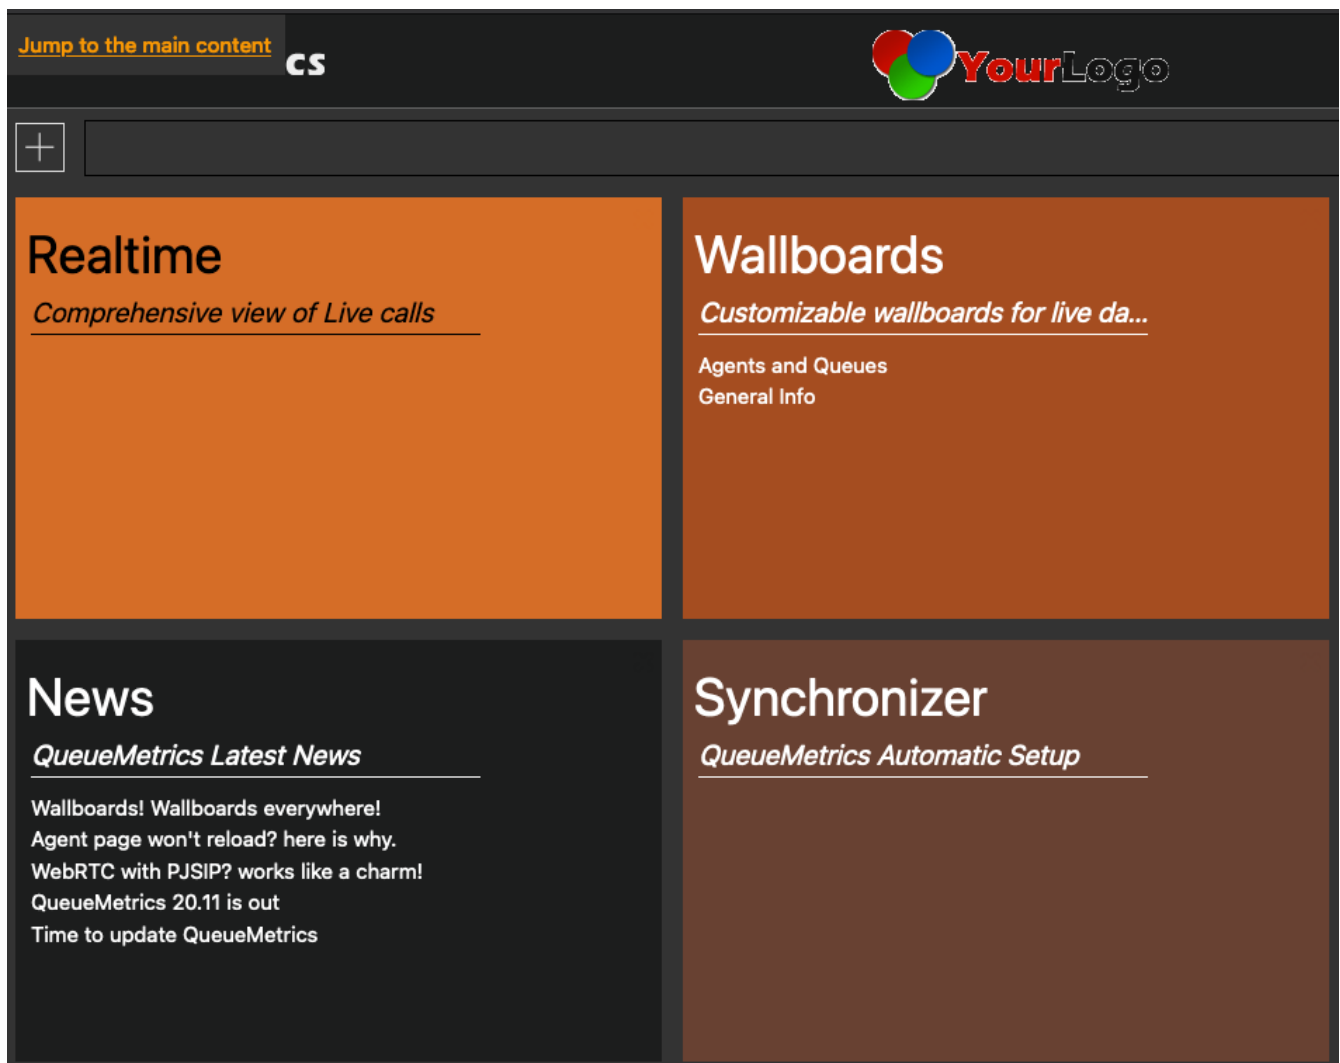 Jump to the main content
cs
YourLogo
Realtime
Comprehensive view of Live calls
Wallboards
Customizable wallboards for live da...
Agents and Queues
General Info
News
QueueMetrics Latest News
Wallboards! Wallboards everywhere!
Agent page won't reload? here is why.
WebRTC with PJSIP? works like a charm!
QueueMetrics 20.11 is out
Time to update QueueMetrics
Synchronizer
QueueMetrics Automatic Setup